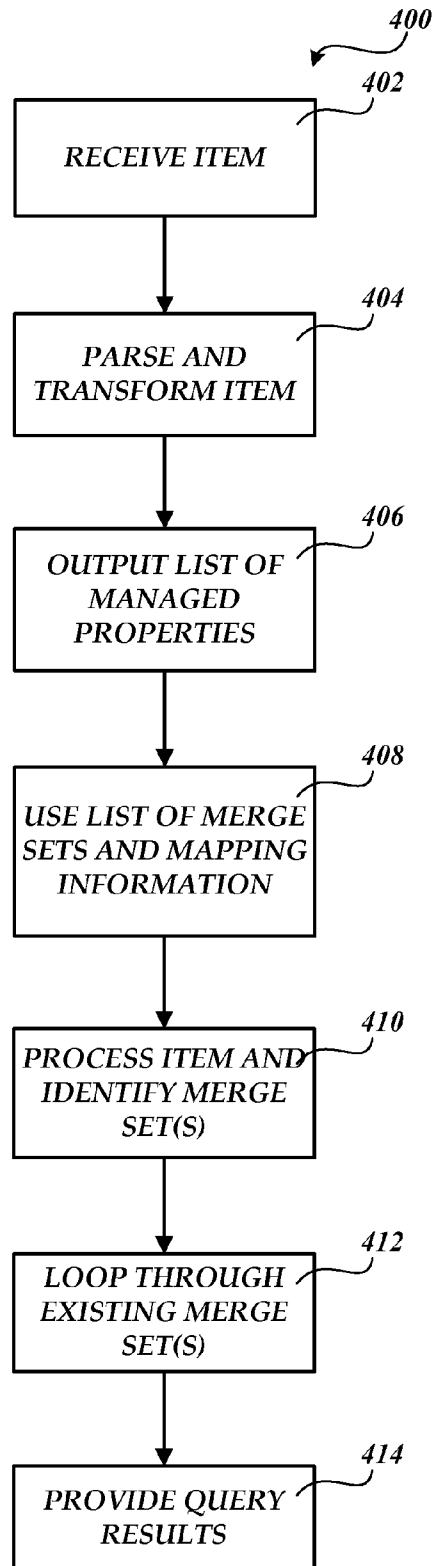 400
402
RECEIVE ITEM
404
PARSE AND
TRANSFORM ITEM
406
OUTPUT LIST OF
MANAGED
PROPERTIES
408
USE LIST OF MERGE
SETS AND MAPPING
INFORMATION
410
PROCESS ITEM AND
IDENTIFY MERGE
SET(S)
412
LOOP THROUGH
EXISTING MERGE
SET(S)
414
PROVIDE QUERY
RESULTS